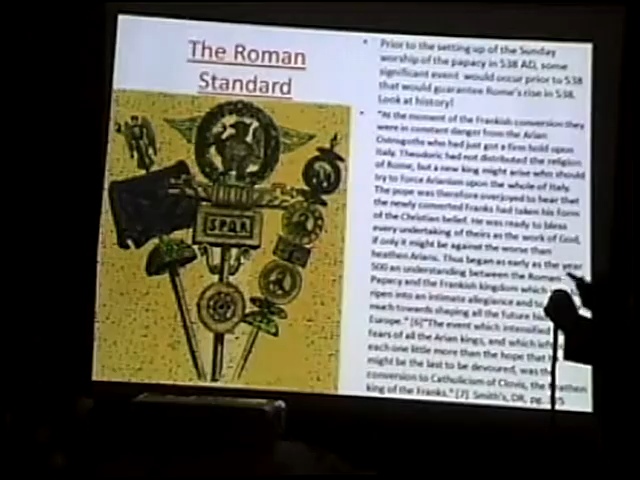 The Roman
Standard
SPQR
Prior to the setting up of the Sunday
worship of the papacy in 538 AD, some
significant event would occur prior to 538
that would guarantee Rome's rise in 538.
Look at history!
"At the moment of the Frankish conversion they
were in constant danger from the Arian
Ostrogoths who had just got a firm hold upon
Italy. Theodoric had not distributed the religion
of Rome, but a new king might arise who should
try to force Arianism upon the whole of Italy.
The pope was therefore overjoyed to hear that
the newly converted Franks had taken his form
of the Christian belief. He was ready to bless
every undertaking of theirs as the work of God,
if only it might be against the worse than
heathen Arians. Thus began as early as the year
500 an understanding between the Roman
Papacy and the Frankish kingdom which
ripen into an intimate allegiance and to
much towards shaping all the future
Europe." [6] "The event which intensified
fears of all the Arian kings, and which
each one little more than the hope that
might be the last to be devoured, was the
conversion to Catholicism of Clovis, the heathen
king of the Franks." [7] Smith's, DR, pg.